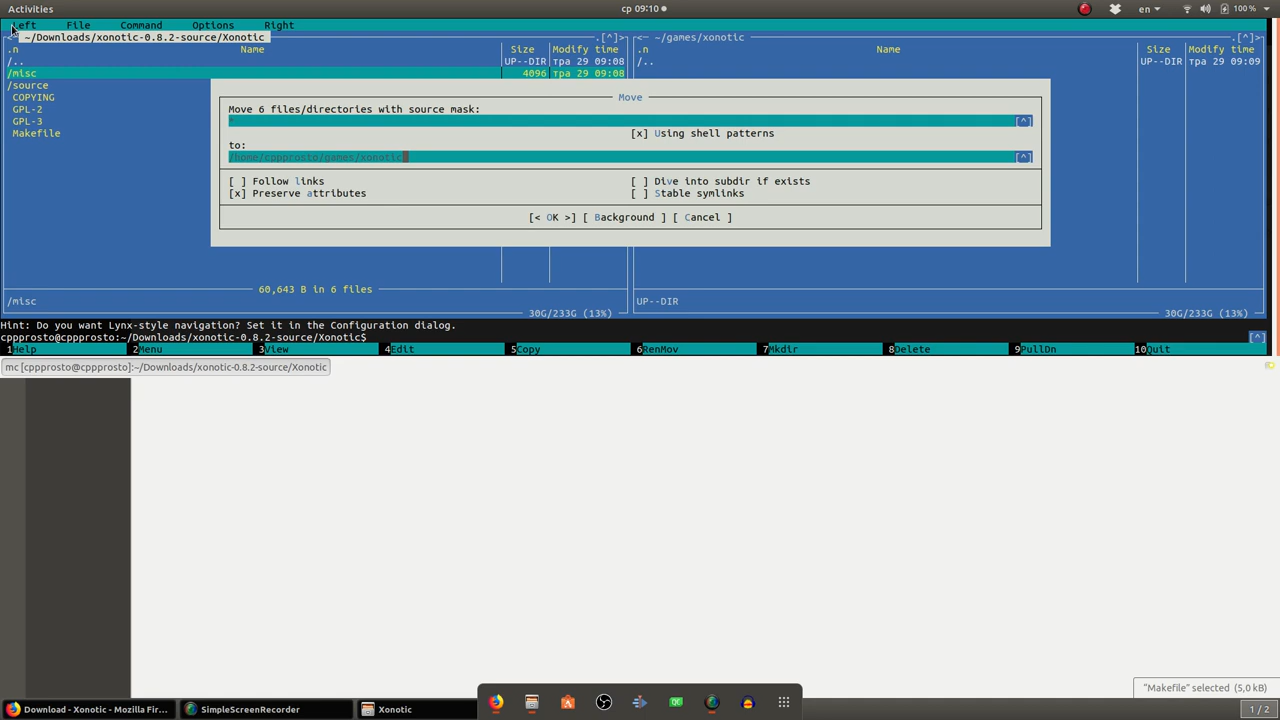 Activities
ср 09:10
en
100 %
Left File Command Options Right
~/Downloads/xonotic-0.8.2-source/Xonotic
.[^]>
<─ ~/games/xonotic
.[^]>
.n Name Size Modify time
.n Name Size Modify time
/.. UP--DIR тра 29 09:08
/.. UP--DIR тра 29 09:09
/misc 4096 тра 29 09:08
/source
COPYING
GPL-2
GPL-3
Makefile
Move
Move 6 files/directories with source mask:
*
[^]
[x] Using shell patterns
to:
/home/cppprosto/games/xonotic
[^]
[ ] Follow links [ ] Dive into subdir if exists
[x] Preserve attributes [ ] Stable symlinks
[< OK >] [ Background ] [ Cancel ]
60,643 B in 6 files
/misc UP--DIR
30G/233G (13%) 30G/233G (13%)
Hint: Do you want Lynx-style navigation? Set it in the Configuration dialog.
cppprosto@cppprosto:~/Downloads/xonotic-0.8.2-source/Xonotic$ [^]
1Help 2Menu 3View 4Edit 5Copy 6RenMov 7Mkdir 8Delete 9PullDn 10Quit
mc [cppprosto@cppprosto]:~/Downloads/xonotic-0.8.2-source/Xonotic
"Makefile" selected (5,0 kB)
Download - Xonotic - Mozilla Fir... SimpleScreenRecorder Xonotic
1 / 2